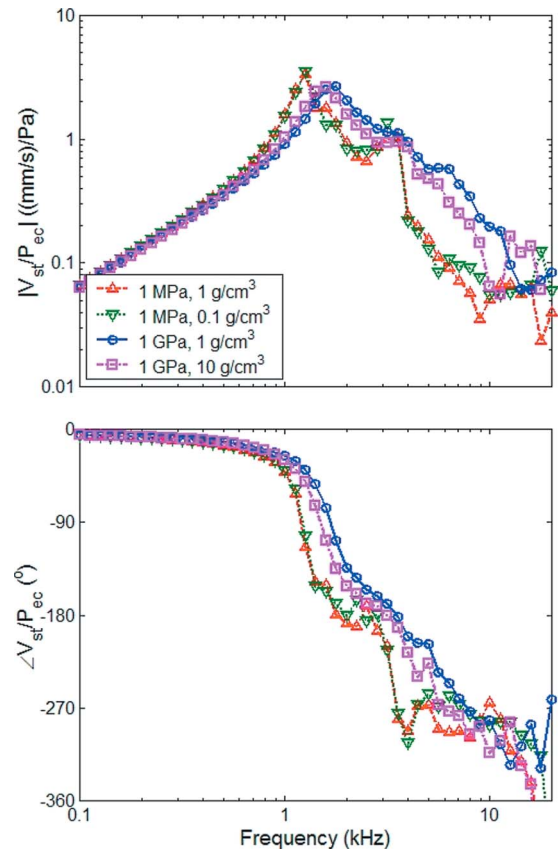 10
1
0.1
0.01
|V_st/P_ec| ((mm/s)/Pa)
1 MPa, 1 g/cm³
1 MPa, 0.1 g/cm³
1 GPa, 1 g/cm³
1 GPa, 10 g/cm³
0
-90
-180
-270
-360
∠V_st/P_ec (⁰)
0.1 1 10
Frequency (kHz)